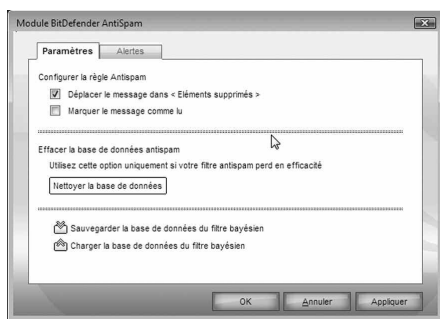 Module BitDefender AntiSpam
Paramètres Alertes
Configurer la règle Antispam
Déplacer le message dans < Eléments supprimés >
Marquer le message comme lu
Effacer la base de données antispam
Utilisez cette option uniquement si votre filtre antispam perd en efficacité
Nettoyer la base de données
Sauvegarder la base de données du filtre bayésien
Charger la base de données du filtre bayésien
OK Annuler Appliquer